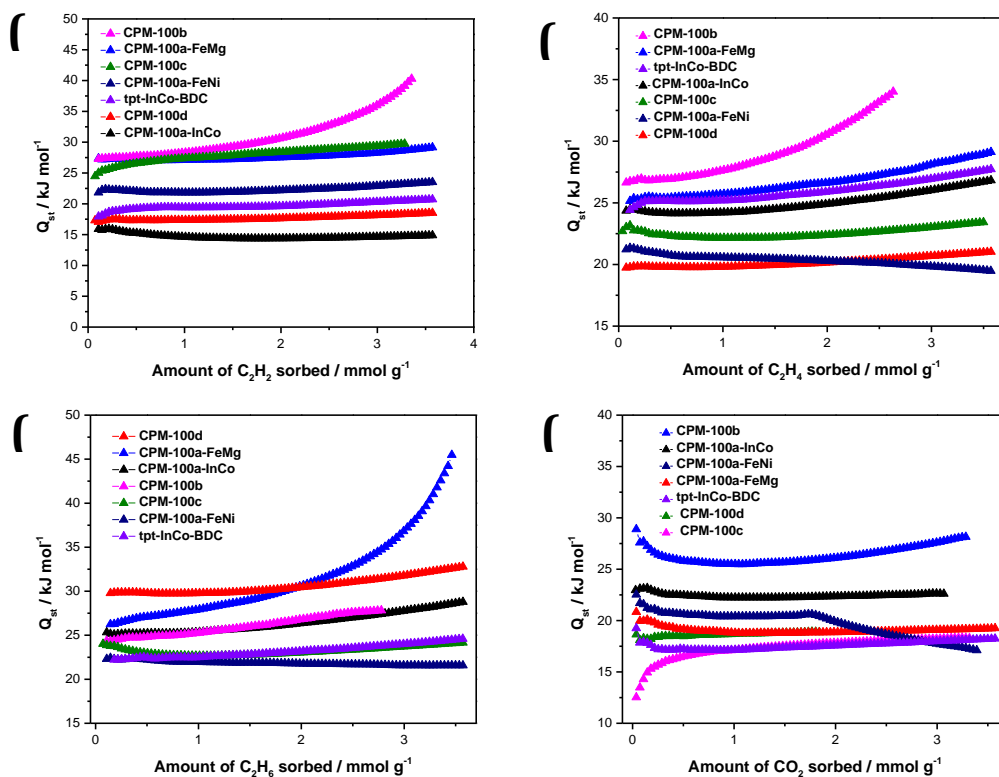 (
50
45
40
35
30
25
20
15
10
5
0
Q_st / kJ mol⁻¹
CPM-100b
CPM-100a-FeMg
CPM-100c
CPM-100a-FeNi
tpt-InCo-BDC
CPM-100d
CPM-100a-InCo
0 1 2 3 4
Amount of C₂H₂ sorbed / mmol g⁻¹
(
40
35
30
25
20
15
Q_st / kJ mol⁻¹
CPM-100b
CPM-100a-FeMg
tpt-InCo-BDC
CPM-100a-InCo
CPM-100c
CPM-100a-FeNi
CPM-100d
0 1 2 3
Amount of C₂H₄ sorbed / mmol g⁻¹
(
50
45
40
35
30
25
20
15
Q_st / kJ mol⁻¹
CPM-100d
CPM-100a-FeMg
CPM-100a-InCo
CPM-100b
CPM-100c
CPM-100a-FeNi
tpt-InCo-BDC
0 1 2 3
Amount of C₂H₆ sorbed / mmol g⁻¹
(
40
35
30
25
20
15
10
Q_st / kJ mol⁻¹
CPM-100b
CPM-100a-InCo
CPM-100a-FeNi
CPM-100a-FeMg
tpt-InCo-BDC
CPM-100d
CPM-100c
0 1 2 3
Amount of CO₂ sorbed / mmol g⁻¹